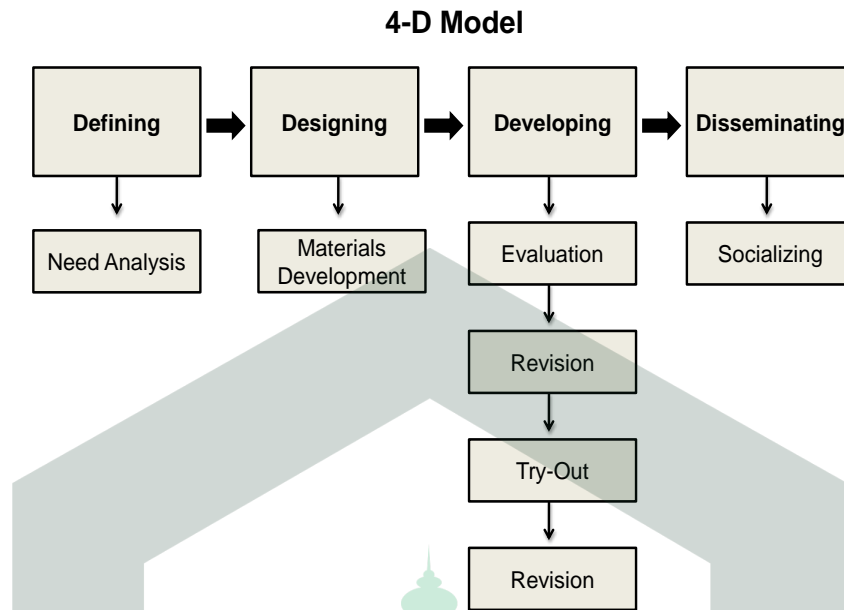 4-D Model
Defining
Designing
Developing
Disseminating
Need Analysis
Materials
Development
Evaluation
Socializing
Revision
Try-Out
Revision